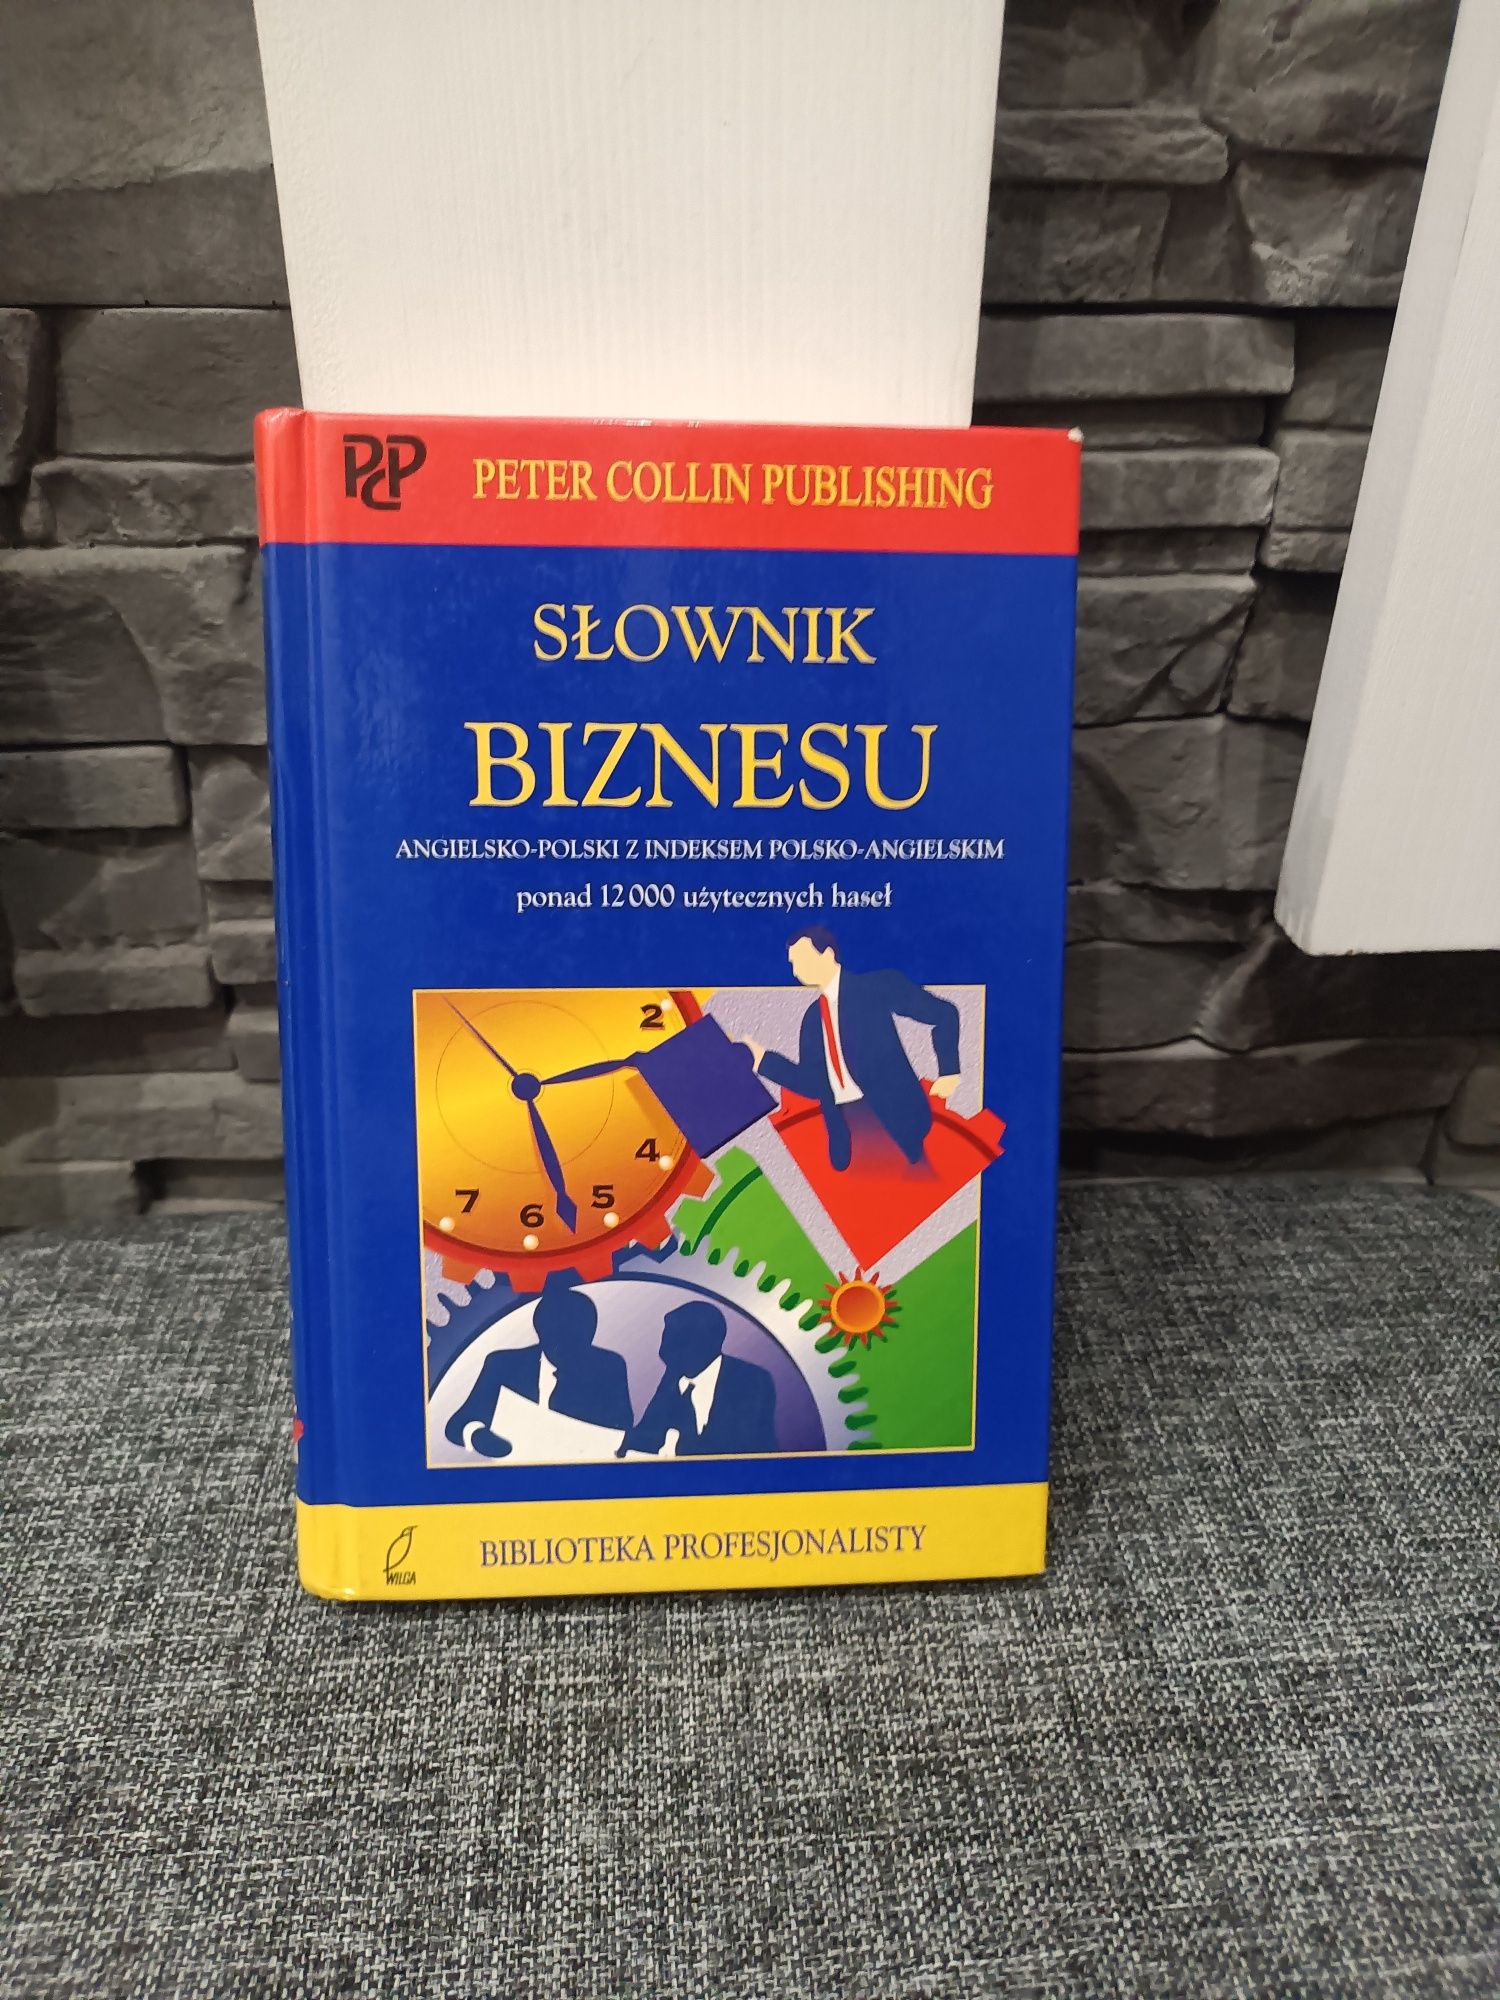 PCP PETER COLLIN PUBLISHING
SŁOWNIK
BIZNESU
ANGIELSKO-POLSKI Z INDEKSEM POLSKO-ANGIELSKIM
ponad 12 000 użytecznych haseł
2
4
5
6
7
WILGA BIBLIOTEKA PROFESJONALISTY